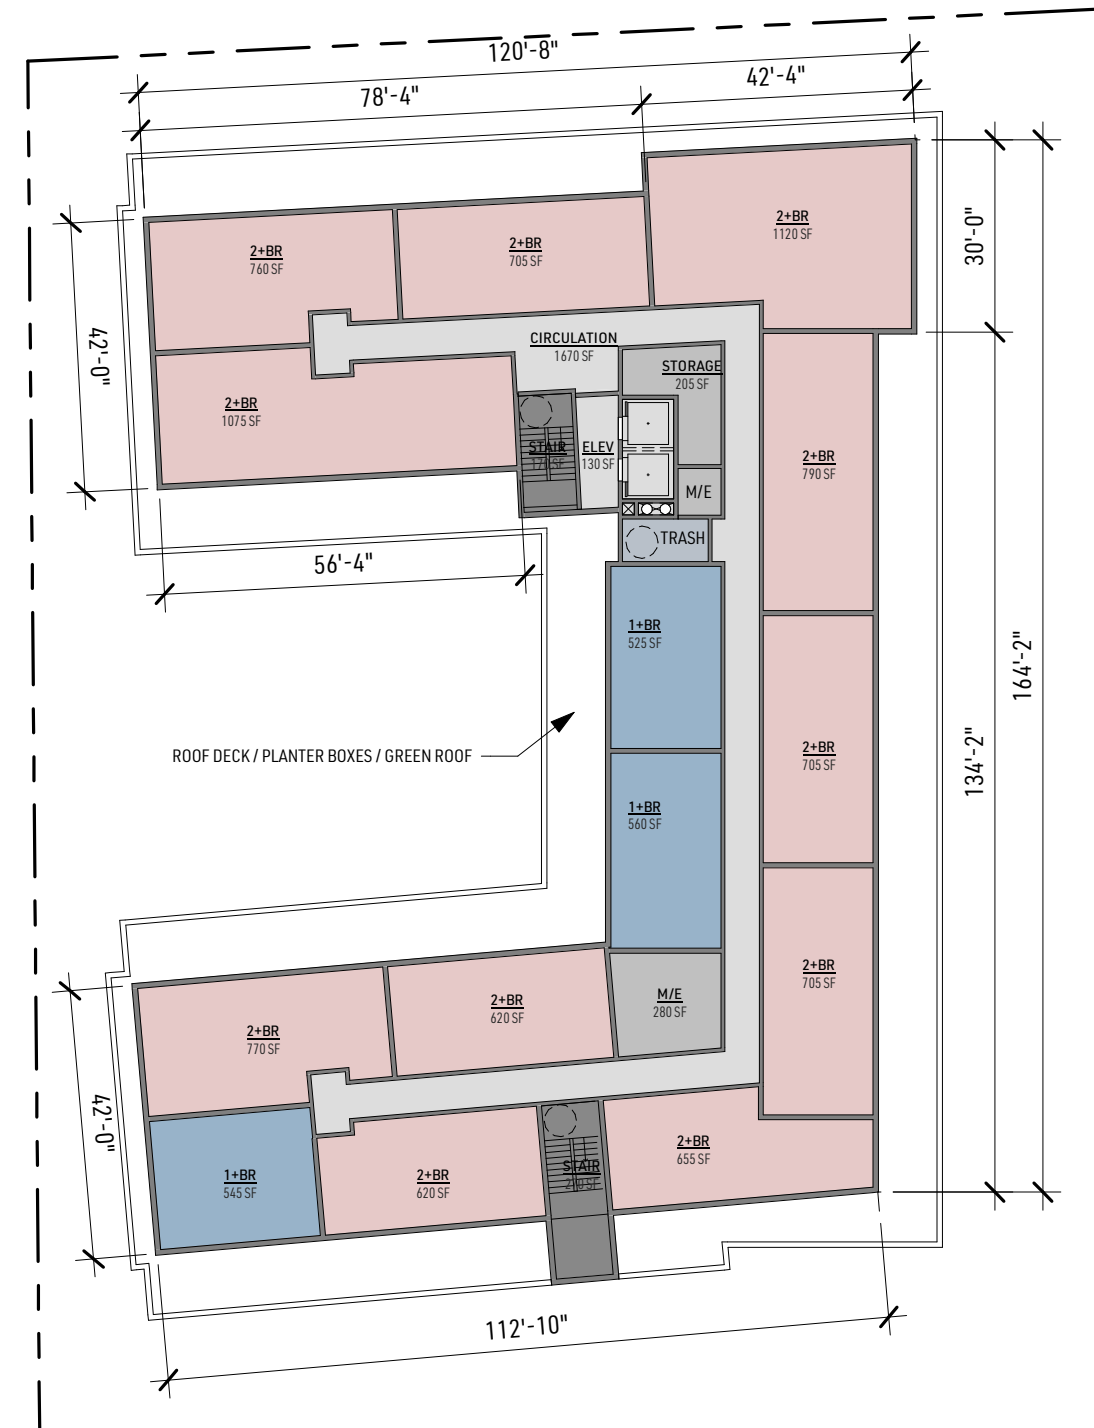 120'-8"
78'-4"
42'-4"
30'-0"
42'-0"
2+BR
760 SF
2+BR
705 SF
2+BR
1120 SF
CIRCULATION
1670 SF
STORAGE
205 SF
2+BR
1075 SF
STAIR
170 SF
ELEV
130 SF
M/E
TRASH
2+BR
790 SF
56'-4"
1+BR
525 SF
164'-2"
134'-2"
ROOF DECK / PLANTER BOXES / GREEN ROOF
2+BR
705 SF
1+BR
560 SF
2+BR
705 SF
M/E
280 SF
2+BR
620 SF
2+BR
770 SF
42'-0"
1+BR
545 SF
2+BR
620 SF
STAIR
SF
2+BR
655 SF
112'-10"